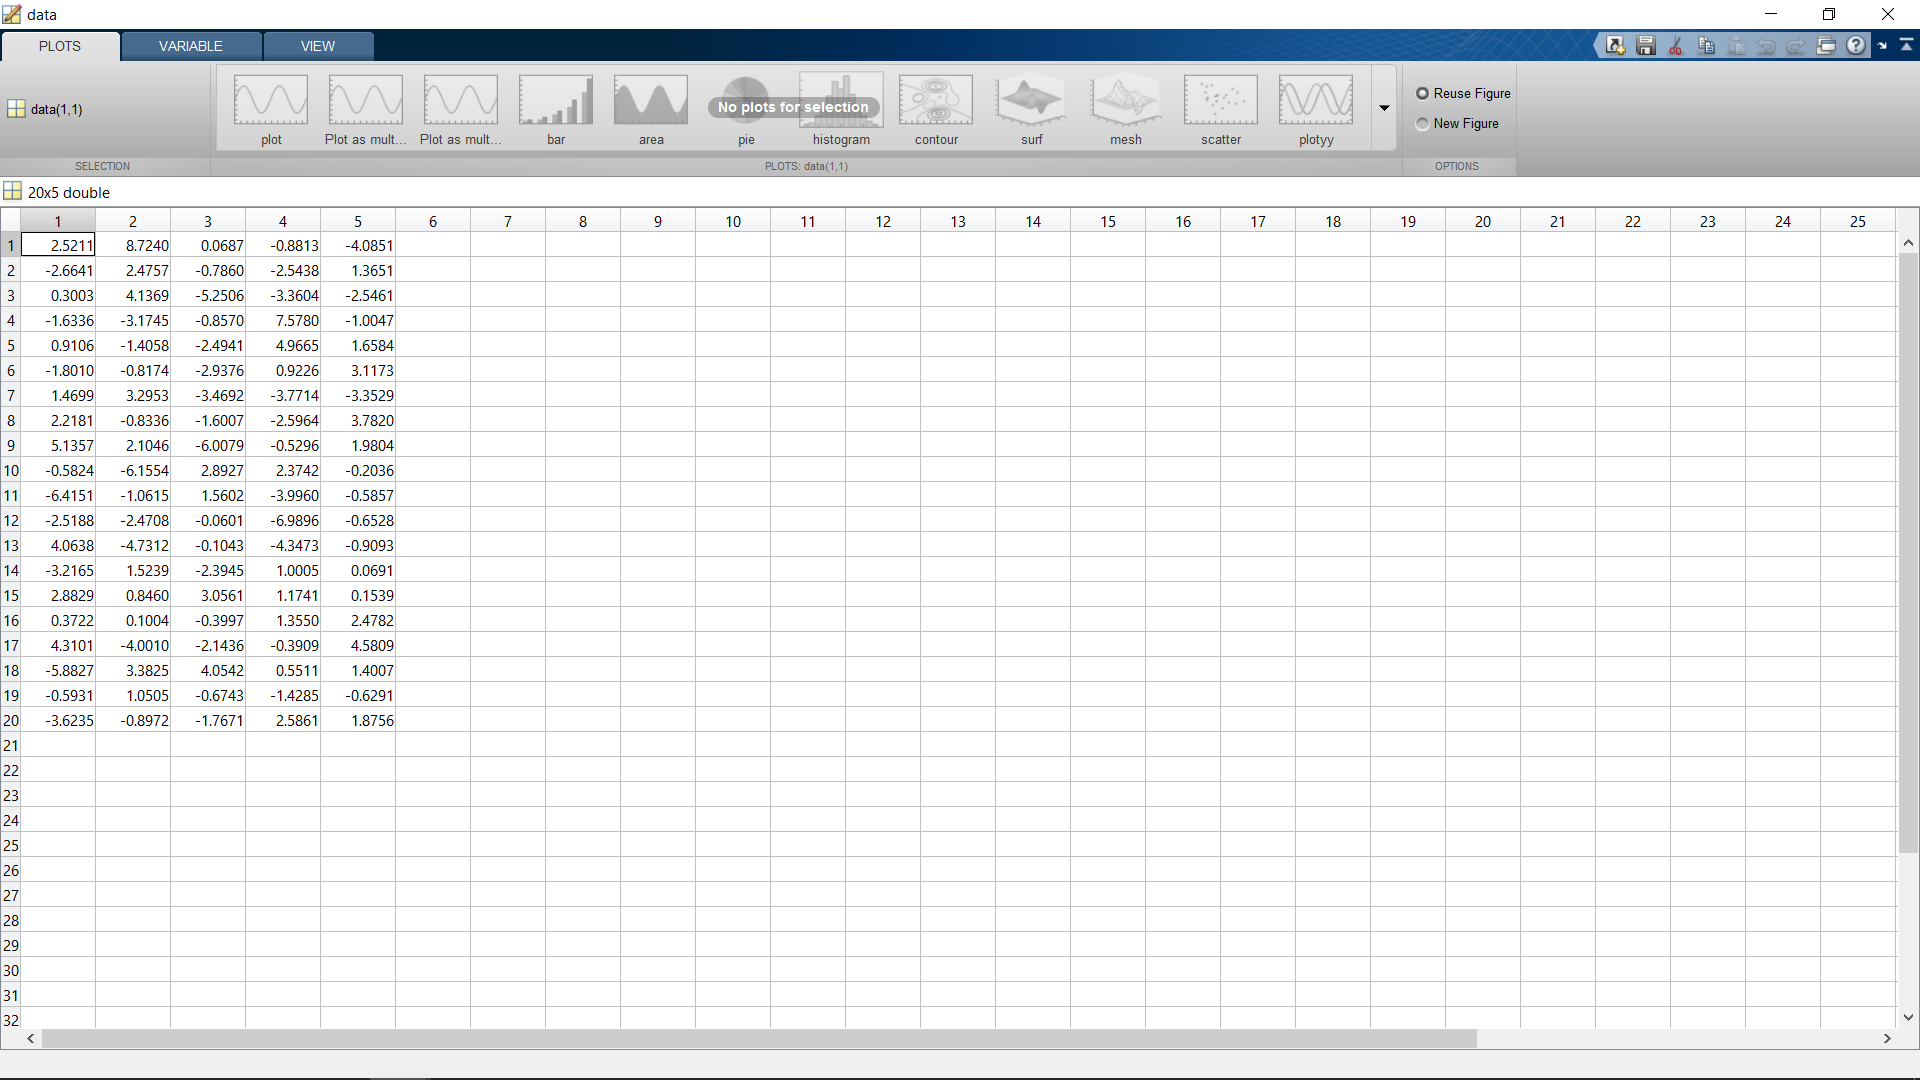 data
PLOTS VARIABLE VIEW
data(1,1)
No plots for selection
plot Plot as mult... Plot as mult... bar area pie histogram contour surf mesh scatter plotyy
Reuse Figure
New Figure
SELECTION PLOTS: data(1,1) OPTIONS
20x5 double
1 2 3 4 5 6 7 8 9 10 11 12 13 14 15 16 17 18 19 20 21 22 23 24 25
1 2.5211 8.7240 0.0687 -0.8813 -4.0851
2 -2.6641 2.4757 -0.7860 -2.5438 1.3651
3 0.3003 4.1369 -5.2506 -3.3604 -2.5461
4 -1.6336 -3.1745 -0.8570 7.5780 -1.0047
5 0.9106 -1.4058 -2.4941 4.9665 1.6584
6 -1.8010 -0.8174 -2.9376 0.9226 3.1173
7 1.4699 3.2953 -3.4692 -3.7714 -3.3529
8 2.2181 -0.8336 -1.6007 -2.5964 3.7820
9 5.1357 2.1046 -6.0079 -0.5296 1.9804
10 -0.5824 -6.1554 2.8927 2.3742 -0.2036
11 -6.4151 -1.0615 1.5602 -3.9960 -0.5857
12 -2.5188 -2.4708 -0.0601 -6.9896 -0.6528
13 4.0638 -4.7312 -0.1043 -4.3473 -0.9093
14 -3.2165 1.5239 -2.3945 1.0005 0.0691
15 2.8829 0.8460 3.0561 1.1741 0.1539
16 0.3722 0.1004 -0.3997 1.3550 2.4782
17 4.3101 -4.0010 -2.1436 -0.3909 4.5809
18 -5.8827 3.3825 4.0542 0.5511 1.4007
19 -0.5931 1.0505 -0.6743 -1.4285 -0.6291
20 -3.6235 -0.8972 -1.7671 2.5861 1.8756
21
22
23
24
25
26
27
28
29
30
31
32